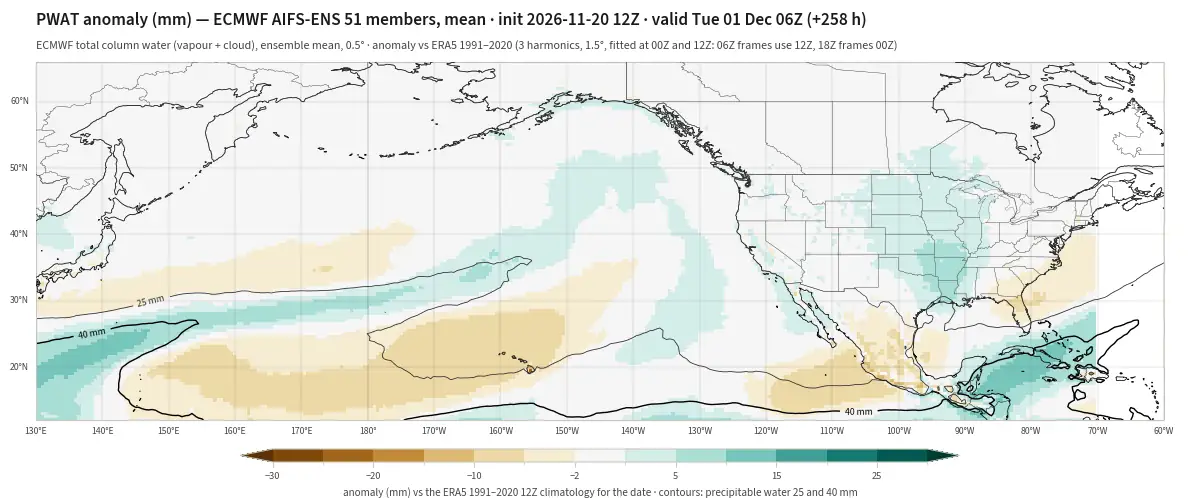 PWAT anomaly (mm) — ECMWF AIFS-ENS 51 members, mean · init 2026-11-20 12Z · valid Tue 01 Dec 06Z (+258 h)
ECMWF total column water (vapour + cloud), ensemble mean, 0.5° · anomaly vs ERA5 1991–2020 (3 harmonics, 1.5°, fitted at 00Z and 12Z: 06Z frames use 12Z, 18Z frames 00Z)
60°N
50°N
40°N
30°N
20°N
25 mm
40 mm
40 mm
130°E 140°E 150°E 160°E 170°E 180° 170°W 160°W 150°W 140°W 130°W 120°W 110°W 100°W 90°W 80°W 70°W 60°W
−30 −20 −10 −2 5 15 25
anomaly (mm) vs the ERA5 1991–2020 12Z climatology for the date · contours: precipitable water 25 and 40 mm